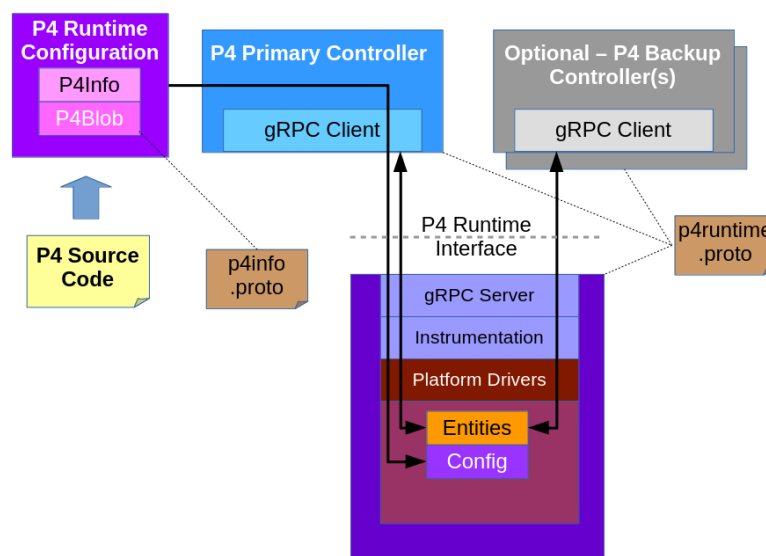 P4 Runtime
Configuration
P4Info
P4Blob
P4 Primary Controller
gRPC Client
Optional – P4 Backup
Controller(s)
gRPC Client
P4 Source
Code
p4info
.proto
P4 Runtime
Interface
p4runtime
.proto
gRPC Server
Instrumentation
Platform Drivers
Entities
Config